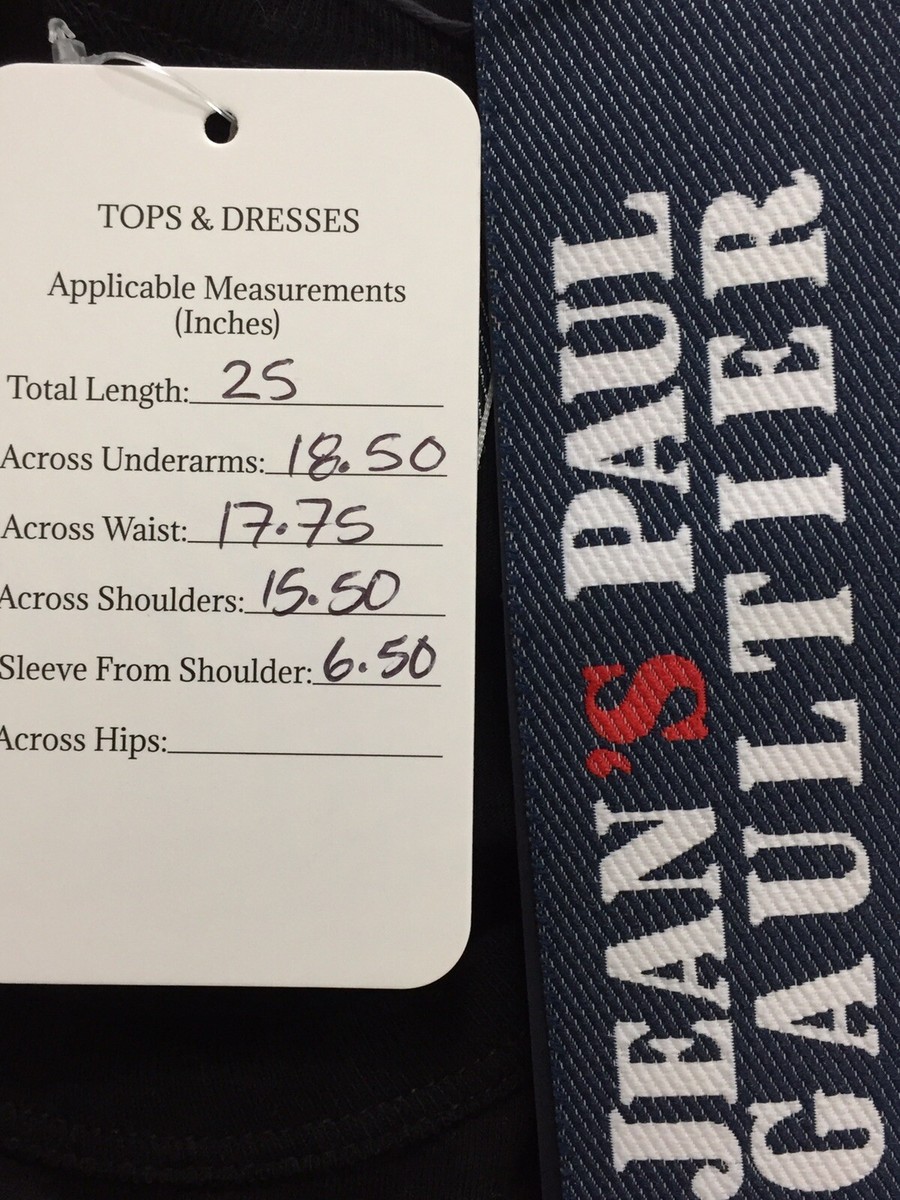 TOPS & DRESSES
Applicable Measurements
(Inches)
Total Length: 25
Across Underarms: 18.50
Across Waist: 17.75
Across Shoulders: 15.50
Sleeve From Shoulder: 6.50
Across Hips:
JEAN'S PAUL
GAULTIER